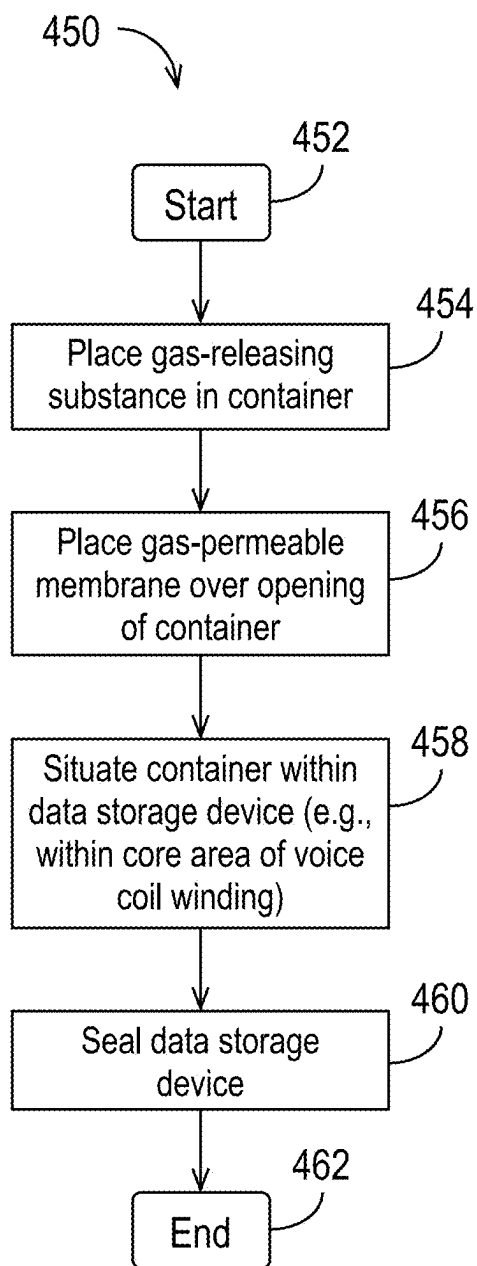 450
452
Start
454
Place gas-releasing
substance in container
456
Place gas-permeable
membrane over opening
of container
458
Situate container within
data storage device (e.g.,
within core area of voice
coil winding)
460
Seal data storage
device
462
End